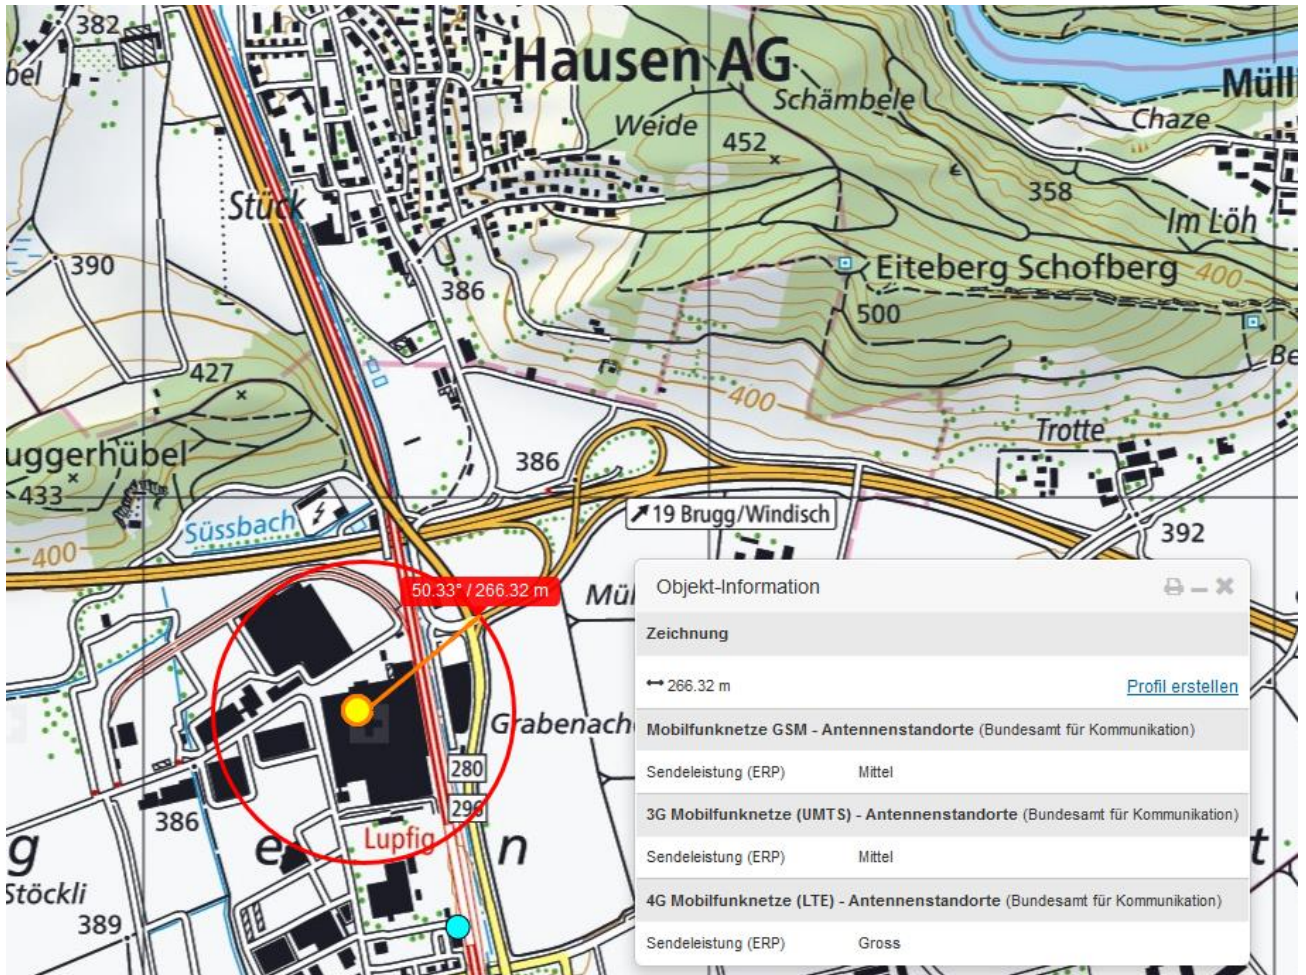 382
Hausen AG
Müll
bel
Schämbele
Chaze
Weide
452
358
Stück
Im Löh
390
386
Eiteberg Schofberg
400
500
Be
427
400
Trotte
uggerhübel
386
433
19 Brugg/Windisch
Süssbach
392
400
50.33° / 266.32 m
Mül
Objekt-Information
Zeichnung
266.32 m
Profil erstellen
Grabenach
Mobilfunknetze GSM - Antennenstandorte (Bundesamt für Kommunikation)
280
Sendeleistung (ERP) Mittel
296
3G Mobilfunknetze (UMTS) - Antennenstandorte (Bundesamt für Kommunikation)
386
Lupfig
g
e
n
t
Sendeleistung (ERP) Mittel
Stöckli
4G Mobilfunknetze (LTE) - Antennenstandorte (Bundesamt für Kommunikation)
389
Sendeleistung (ERP) Gross